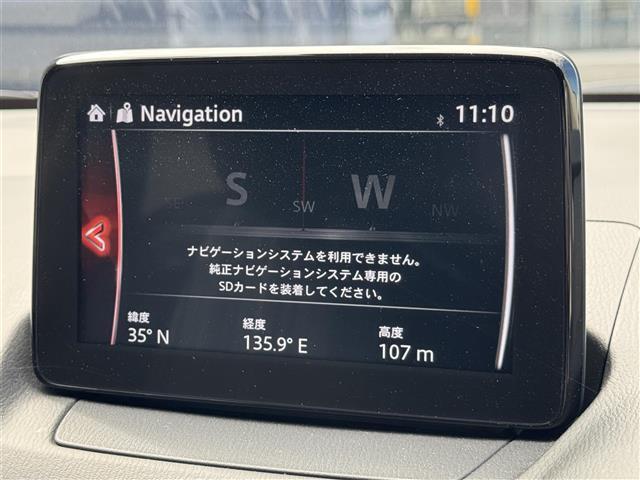 Navigation
11:10
SE S SW W NW
ナビゲーションシステムを利用できません。
純正ナビゲーションシステム専用の
SDカードを装着してください。
緯度 経度 高度
35° N 135.9° E 107 m